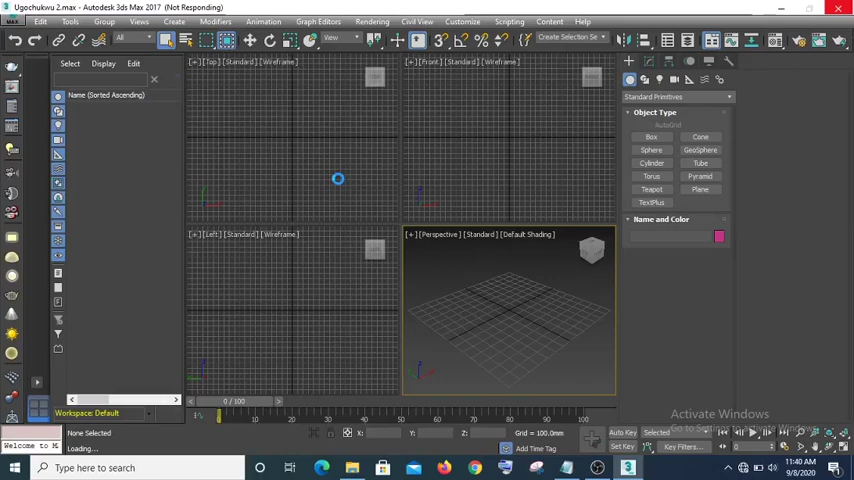 Ugochukwu 2.max - Autodesk 3ds Max 2017 (Not Responding)
Edit Tools Group Views Create Modifiers Animation Graph Editors Rendering Civil View Customize Scripting Content Help
MAX
All View Create Selection Se
Select Display Edit
Name (Sorted Ascending)
[+] [Top] [Standard] [Wireframe]
[+] [Front] [Standard] [Wireframe]
[+] [Left] [Standard] [Wireframe]
[+] [Perspective] [Standard] [Default Shading]
Standard Primitives
Object Type
AutoGrid
Box Cone
Sphere GeoSphere
Cylinder Tube
Torus Pyramid
Teapot Plane
TextPlus
Name and Color
Workspace: Default
0 / 100
0 10 20 30 40 50 60 70 80 90 100
Activate Windows
Go to Settings to activate Windows.
None Selected X: Y: Z: Grid = 100.0mm Auto Key Selected
Welcome to M Loading... Add Time Tag Set Key Key Filters... 0
Type here to search
11:40 AM
9/8/2020